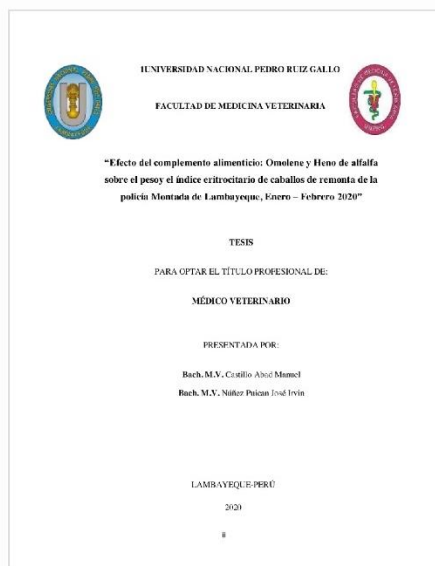 1UNIVERSIDAD NACIONAL PEDRO RUIZ GALLO
FACULTAD DE MEDICINA VETERINARIA
“Efecto del complemento alimenticio: Omolene y Heno de alfalfa
sobre el pesoy el índice eritrocitario de caballos de remonta de la
policía Montada de Lambayeque, Enero – Febrero 2020”
TESIS
PARA OPTAR EL TÍTULO PROFESIONAL DE:
MÉDICO VETERINARIO
PRESENTADA POR:
Bach. M.V. Castillo Abad Manuel
Bach. M.V. Núñez Puican José Irvin
LAMBAYEQUE-PERÚ
2020